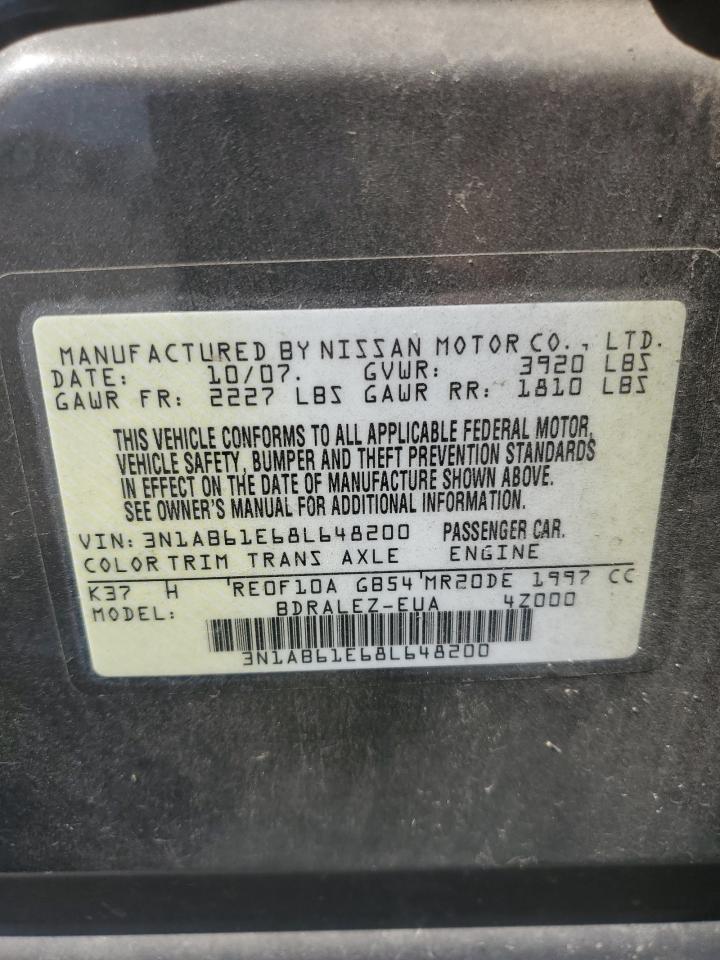 MANUFACTURED BY NISSAN MOTOR CO., LTD.
DATE: 10/07. GVWR: 3920 LBS
GAWR FR: 2227 LBS GAWR RR: 1810 LBS
THIS VEHICLE CONFORMS TO ALL APPLICABLE FEDERAL MOTOR,
VEHICLE SAFETY, BUMPER AND THEFT PREVENTION STANDARDS
IN EFFECT ON THE DATE OF MANUFACTURE SHOWN ABOVE.
SEE OWNER'S MANUAL FOR ADDITIONAL INFORMATION.
VIN: 3N1AB61E68L648200 PASSENGER CAR.
COLOR TRIM TRANS AXLE ENGINE
K37 H RE0F10A GB54 MR20DE 1997 CC
MODEL: BDRALEZ-EUA 4Z000
3N1AB61E68L648200